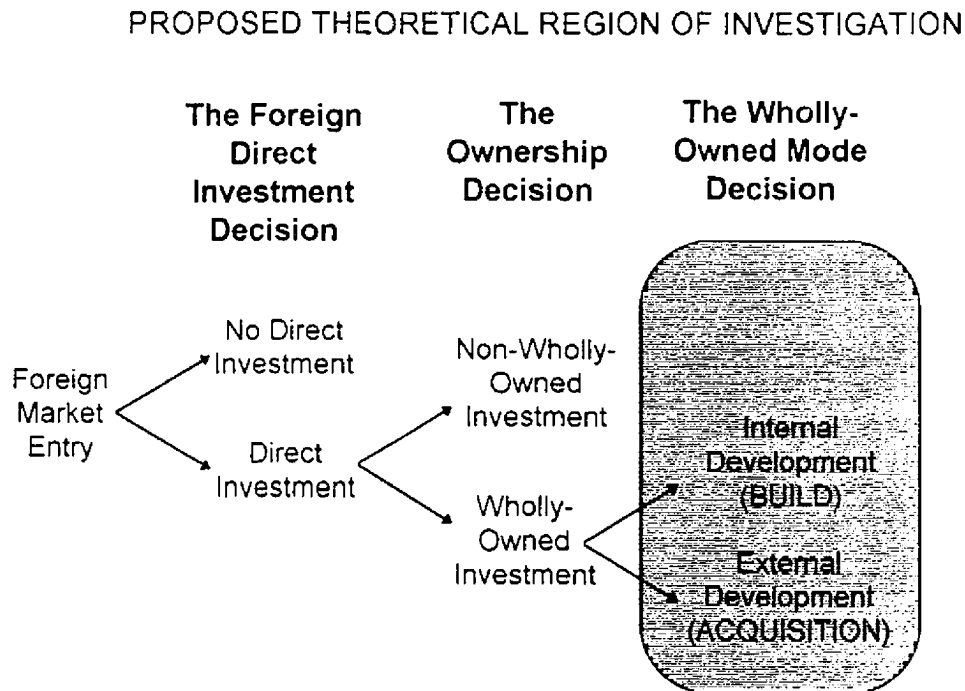 PROPOSED THEORETICAL REGION OF INVESTIGATION
The Foreign
Direct
Investment
Decision
The
Ownership
Decision
The Wholly-
Owned Mode
Decision
Foreign
Market
Entry
No Direct
Investment
Direct
Investment
Non-Wholly-
Owned
Investment
Wholly-
Owned
Investment
Internal
Development
(BUILD)
External
Development
(ACQUISITION)